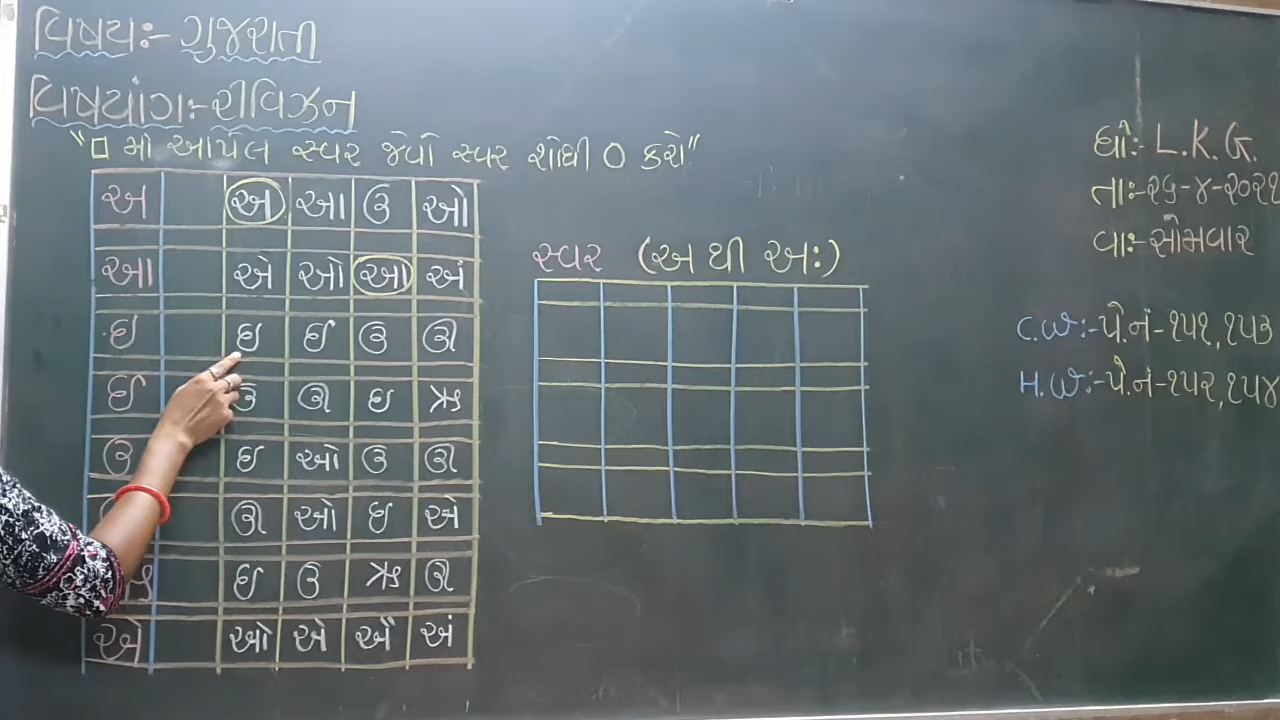 વિષયઃ- ગુજરાતી
વિષયાંગઃ- રીવિઝન
"□ માં આપેલ સ્વર જેવો સ્વર શોધી O કરો"
ધોઃ- L.K.G.
તાઃ-૨૬-૪-૨૦૨૧
વાઃ-સોમવાર
અ અ આ ઉ ઓ
આ એ ઓ આ અં
ઇ ઇ ઈ ઉ ઊ
ઈ ઉ ઊ ઇ ઋ
ઉ ઈ ઓ ઉ ઊ
ઊ ઓ ઇ એ
ઇ ઉ ઋ ઊ
એ ઓ એ ઐ અં
સ્વર (અ થી અઃ)
C.W:-પે.નં-૧૫૧,૧૫૩
H.W:-પે.નં-૧૫૨,૧૫૪